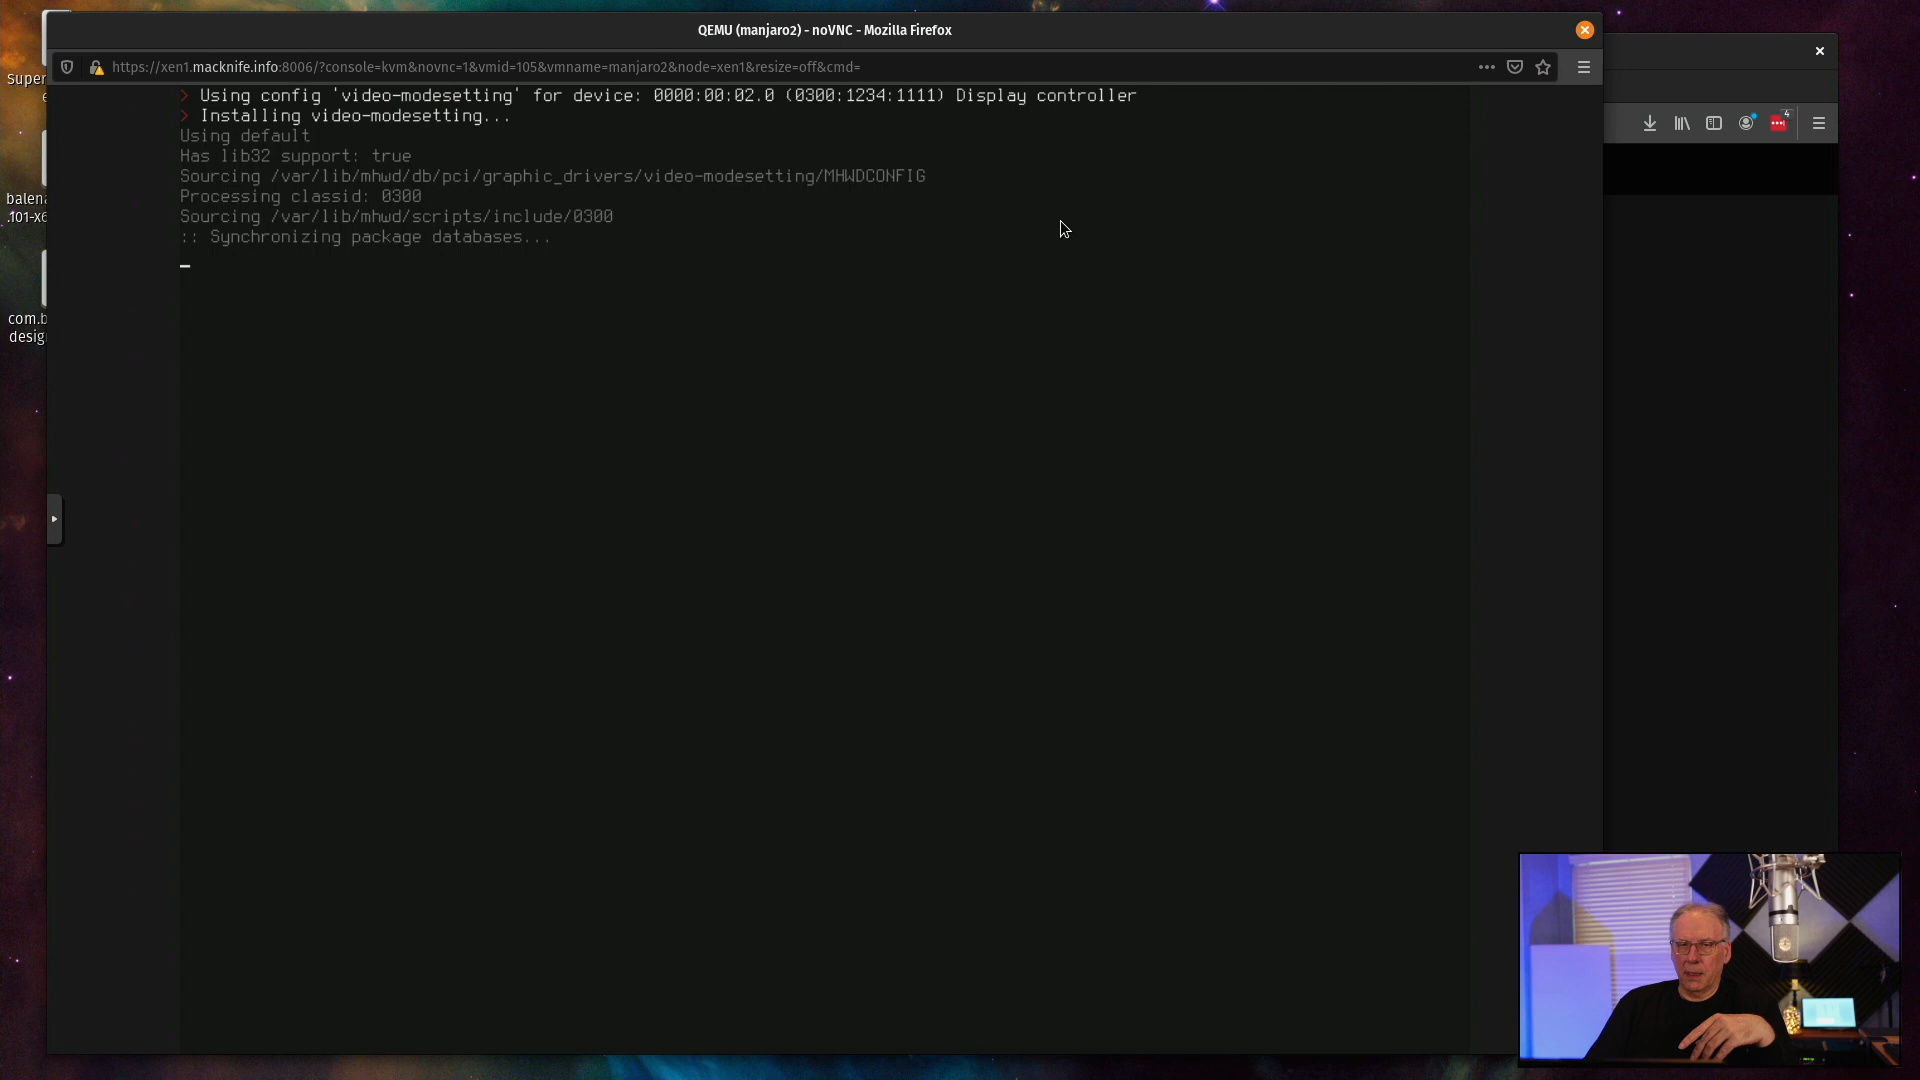 QEMU (manjaro2) - noVNC - Mozilla Firefox
https://xen1.macknife.info:8006/?console=kvm&novnc=1&vmid=105&vmname=manjaro2&node=xen1&resize=off&cmd=
> Using config 'video-modesetting' for device: 0000:00:02.0 (0300:1234:1111) Display controller
> Installing video-modesetting...
Using default
Has lib32 support: true
Sourcing /var/lib/mhwd/db/pci/graphic_drivers/video-modesetting/MHWDCONFIG
Processing classid: 0300
Sourcing /var/lib/mhwd/scripts/include/0300
:: Synchronizing package databases...
Super
e
balena
.101-x6
com.b
desig
4